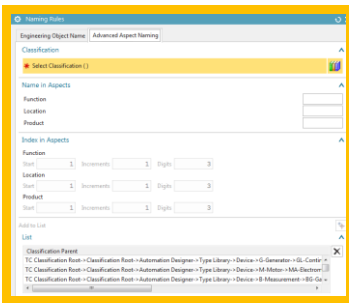 Naming Rules
Engineering Object Name Advanced Aspect Naming
Classification
* Select Classification ( )
Name in Aspects
Function
Location
Product
Index in Aspects
Function
Start 1 Increments 1 Digits 3
Location
Start 1 Increments 1 Digits 3
Product
Start 1 Increments 1 Digits 3
Add to List
List
Classification Parent
TC Classification Root->Classification Root->Automation Designer->Type Library->Device->G-Generator->GL-Contin
TC Classification Root->Classification Root->Automation Designer->Type Library->Device->M-Motor->MA-Electrom
TC Classification Root->Classification Root->Automation Designer->Type Library->Device->B-Measurement->BG-Ga